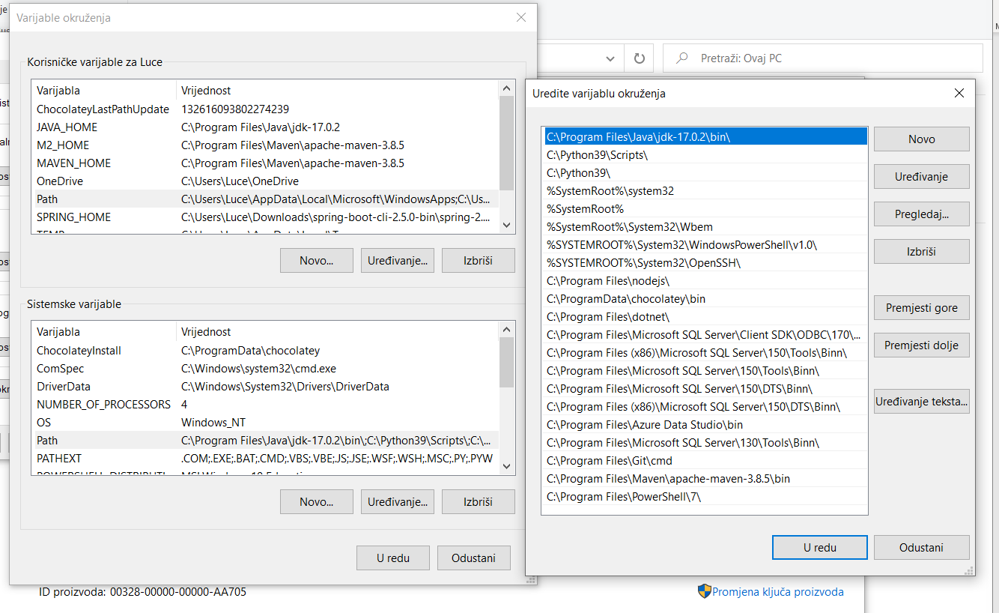 Varijable okruženja
Korisničke varijable za Luce
Varijabla Vrijednost
ChocolateyLastPathUpdate 132616093802274239
JAVA_HOME C:\Program Files\Java\jdk-17.0.2
M2_HOME C:\Program Files\Maven\apache-maven-3.8.5
MAVEN_HOME C:\Program Files\Maven\apache-maven-3.8.5
OneDrive C:\Users\Luce\OneDrive
Path C:\Users\Luce\AppData\Local\Microsoft\WindowsApps;C:\Us...
SPRING_HOME C:\Users\Luce\Downloads\spring-boot-cli-2.5.0-bin\spring-2....
Novo... Uređivanje... Izbriši
Sistemske varijable
Varijabla Vrijednost
ChocolateyInstall C:\ProgramData\chocolatey
ComSpec C:\Windows\system32\cmd.exe
DriverData C:\Windows\System32\Drivers\DriverData
NUMBER_OF_PROCESSORS 4
OS Windows_NT
Path C:\Program Files\Java\jdk-17.0.2\bin\;C:\Python39\Scripts\;C:\...
PATHEXT .COM;.EXE;.BAT;.CMD;.VBS;.VBE;.JS;.JSE;.WSF;.WSH;.MSC;.PY;.PYW
Novo... Uređivanje... Izbriši
U redu Odustani
Pretraži: Ovaj PC
Uredite varijablu okruženja
C:\Program Files\Java\jdk-17.0.2\bin\
C:\Python39\Scripts\
C:\Python39\
%SystemRoot%\system32
%SystemRoot%
%SystemRoot%\System32\Wbem
%SYSTEMROOT%\System32\WindowsPowerShell\v1.0\
%SYSTEMROOT%\System32\OpenSSH\
C:\Program Files\nodejs\
C:\ProgramData\chocolatey\bin
C:\Program Files\dotnet\
C:\Program Files\Microsoft SQL Server\Client SDK\ODBC\170\...
C:\Program Files (x86)\Microsoft SQL Server\150\Tools\Binn\
C:\Program Files\Microsoft SQL Server\150\Tools\Binn\
C:\Program Files\Microsoft SQL Server\150\DTS\Binn\
C:\Program Files (x86)\Microsoft SQL Server\150\DTS\Binn\
C:\Program Files\Azure Data Studio\bin
C:\Program Files\Microsoft SQL Server\130\Tools\Binn\
C:\Program Files\Git\cmd
C:\Program Files\Maven\apache-maven-3.8.5\bin
C:\Program Files\PowerShell\7\
Novo
Uređivanje
Pregledaj...
Izbriši
Premjesti gore
Premjesti dolje
Uređivanje teksta...
U redu Odustani
ID proizvoda: 00328-00000-00000-AA705
Promjena ključa proizvoda